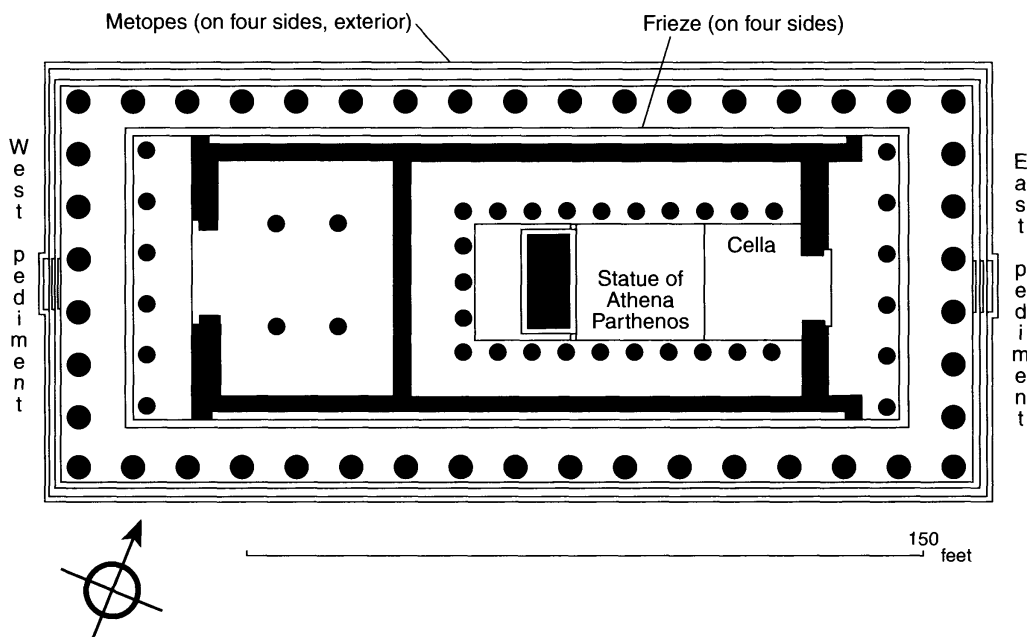 Metopes (on four sides, exterior)
Frieze (on four sides)
West pediment
East pediment
Cella
Statue of
Athena
Parthenos
150
feet